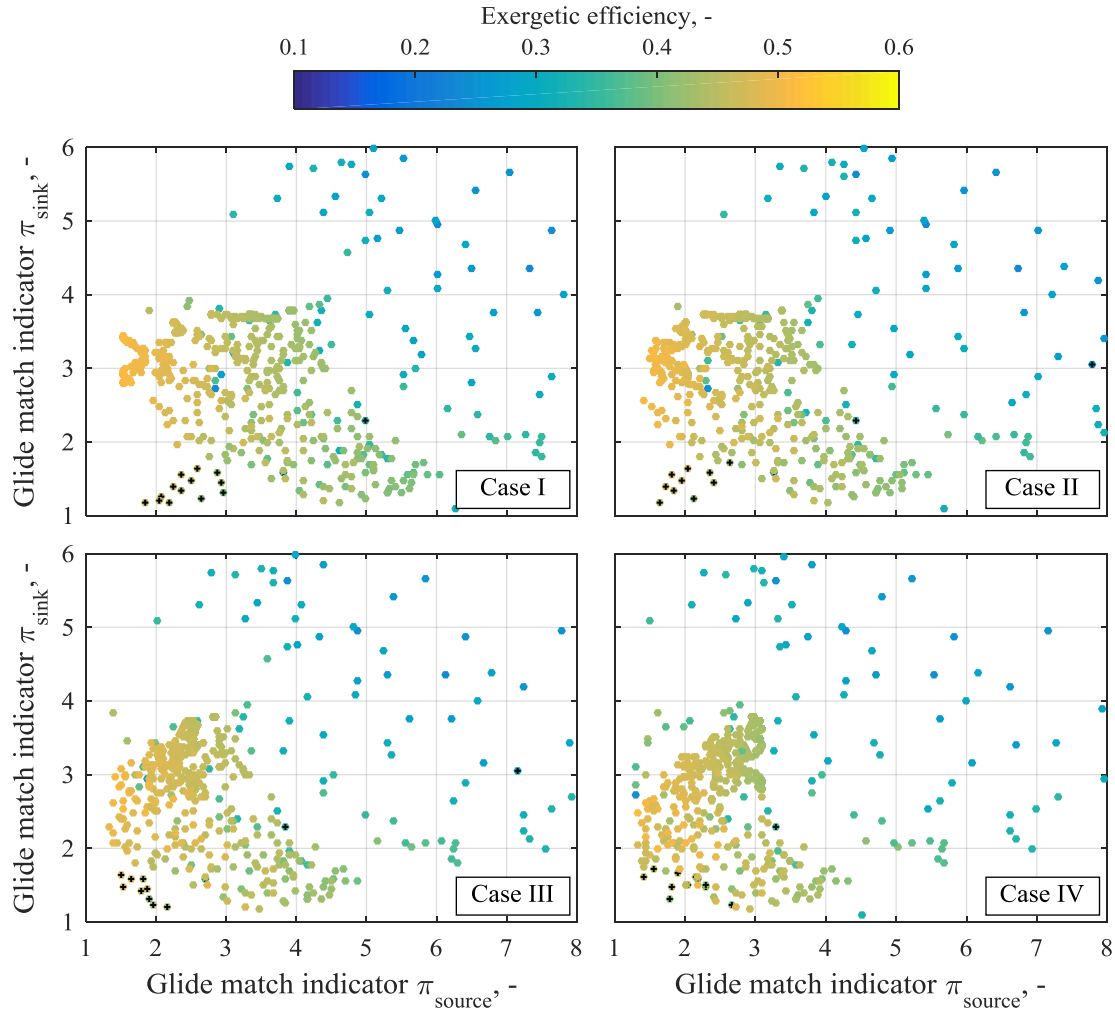 Exergetic efficiency, -
0.1 0.2 0.3 0.4 0.5 0.6
Glide match indicator π_sink, -
6
5
4
3
2
1
Case I
Case II
Glide match indicator π_sink, -
6
5
4
3
2
1
Case III
Case IV
1 2 3 4 5 6 7 8
1 2 3 4 5 6 7 8
Glide match indicator π_source, -
Glide match indicator π_source, -